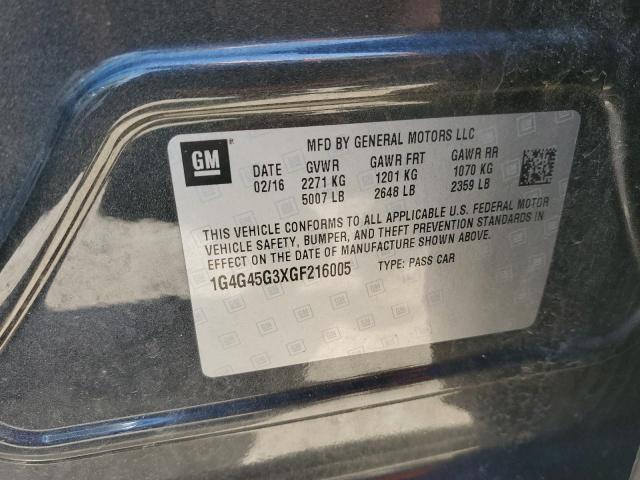 MFD BY GENERAL MOTORS LLC
GM
DATE GVWR GAWR FRT GAWR RR
02/16 2271 KG 1201 KG 1070 KG
5007 LB 2648 LB 2359 LB
THIS VEHICLE CONFORMS TO ALL APPLICABLE U.S. FEDERAL MOTOR
VEHICLE SAFETY, BUMPER, AND THEFT PREVENTION STANDARDS IN
EFFECT ON THE DATE OF MANUFACTURE SHOWN ABOVE.
1G4G45G3XGF216005 TYPE: PASS CAR